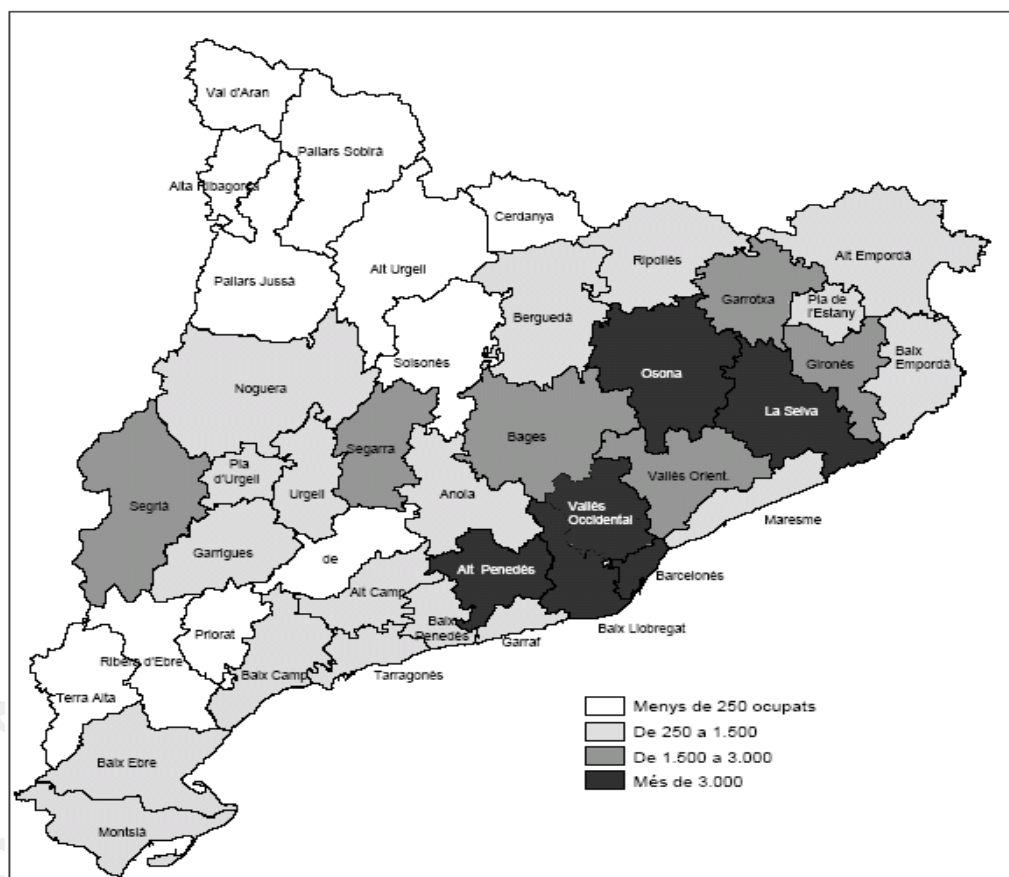 Val d'Aran
Pallars Sobirà
Alta Ribagorça
Cerdanya
Ripollès
Alt Empordà
Alt Urgell
Pallars Jussà
Garrotxa
Pla de
l'Estany
Berguedà
Solsonès
Osona
Gironès
Baix
Empordà
Noguera
La Selva
Segarra
Bages
Pla
d'Urgell
Urgell
Anoia
Vallès Orient.
Segrià
Vallès
Occidental
Maresme
Garrigues
de
Alt Penedès
Barcelonès
Alt Camp
Baix
Penedès
Garraf
Baix Llobregat
Priorat
Ribera d'Ebre
Baix Camp
Tarragonès
Terra Alta
Baix Ebre
Montsià
Menys de 250 ocupats
De 250 a 1.500
De 1.500 a 3.000
Més de 3.000